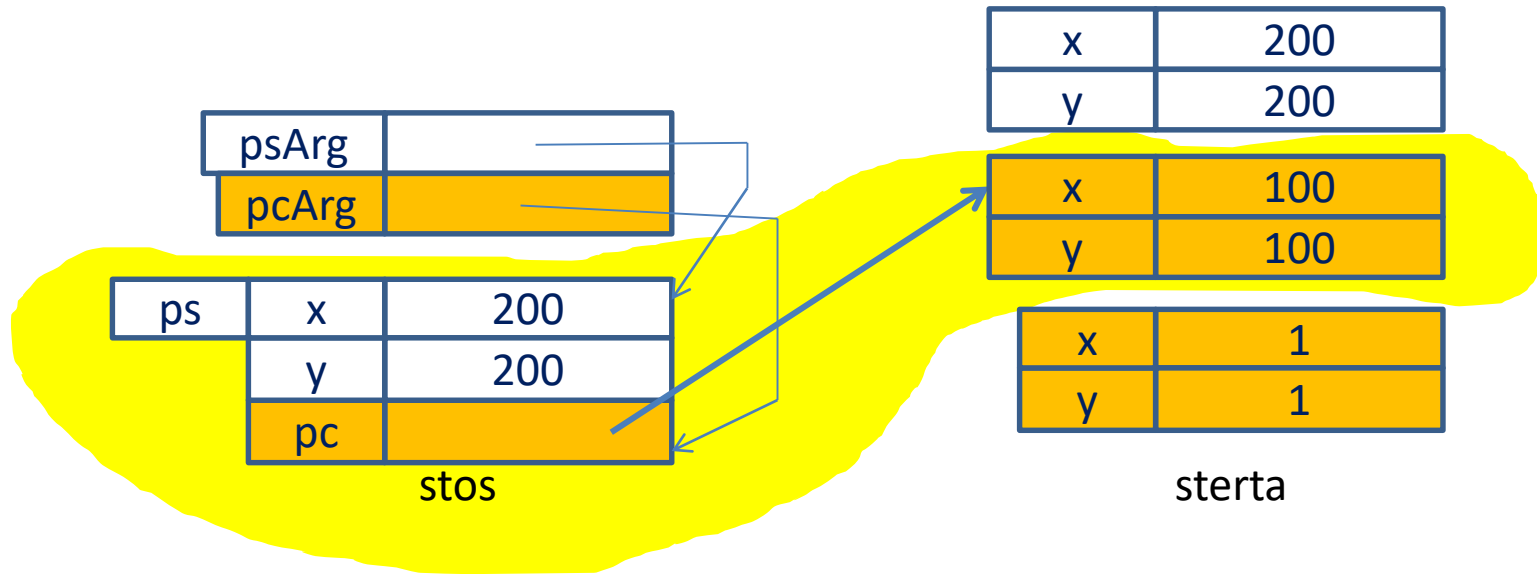 psArg
pcArg
ps x 200
y 200
pc
stos
x 200
y 200
x 100
y 100
x 1
y 1
sterta